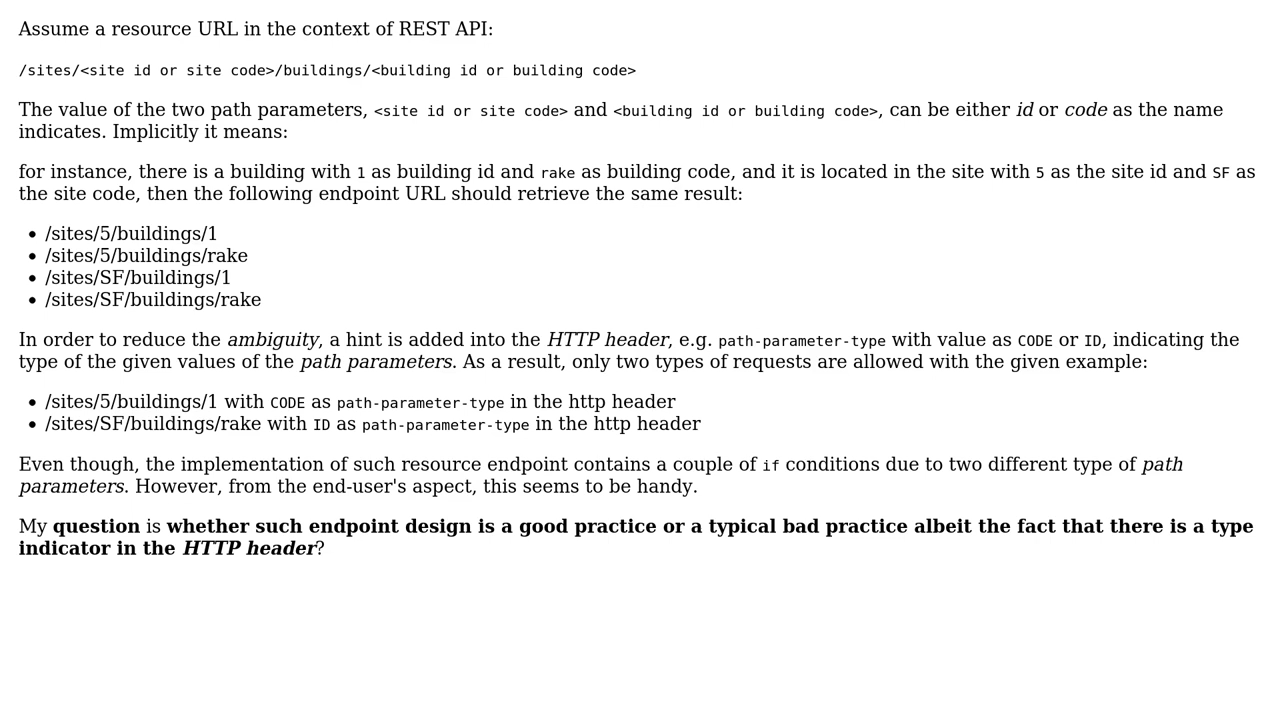 Assume a resource URL in the context of REST API:
/sites/<site id or site code>/buildings/<building id or building code>
The value of the two path parameters, <site id or site code> and <building id or building code>, can be either id or code as the name
indicates. Implicitly it means:
for instance, there is a building with 1 as building id and rake as building code, and it is located in the site with 5 as the site id and SF as
the site code, then the following endpoint URL should retrieve the same result:
• /sites/5/buildings/1
• /sites/5/buildings/rake
• /sites/SF/buildings/1
• /sites/SF/buildings/rake
In order to reduce the ambiguity, a hint is added into the HTTP header, e.g. path-parameter-type with value as CODE or ID, indicating the
type of the given values of the path parameters. As a result, only two types of requests are allowed with the given example:
• /sites/5/buildings/1 with CODE as path-parameter-type in the http header
• /sites/SF/buildings/rake with ID as path-parameter-type in the http header
Even though, the implementation of such resource endpoint contains a couple of if conditions due to two different type of path
parameters. However, from the end-user's aspect, this seems to be handy.
My question is whether such endpoint design is a good practice or a typical bad practice albeit the fact that there is a type
indicator in the HTTP header?